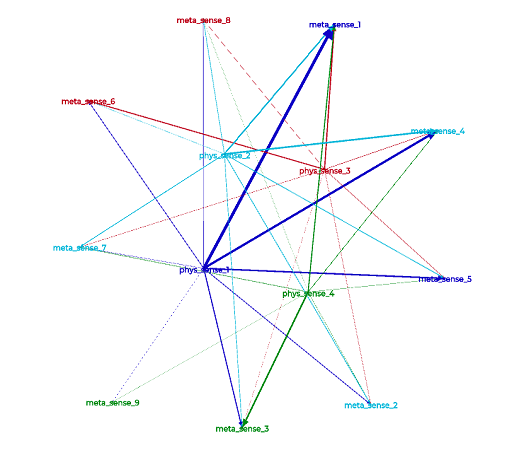 meta_sense_8
meta_sense_1
meta_sense_6
meta_sense_4
phys_sense_2
phys_sense_3
meta_sense_7
phys_sense_1
meta_sense_5
phys_sense_4
meta_sense_9
meta_sense_2
meta_sense_3